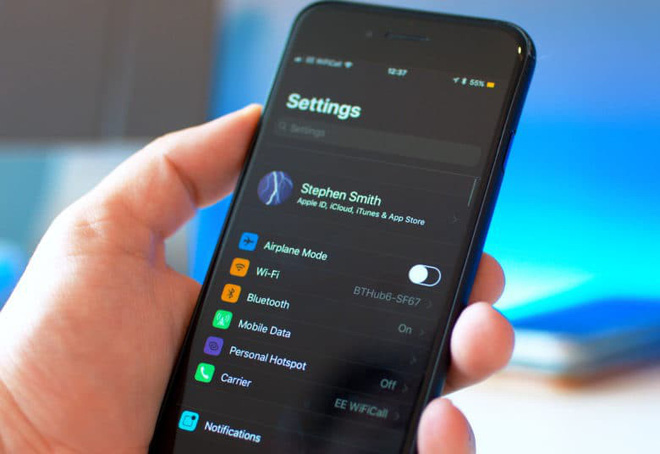 EE WiFiCall 12:37 55%
Settings
Settings
Stephen Smith
Apple ID, iCloud, iTunes & App Store
Airplane Mode
Wi-Fi BTHub6-SF67
Bluetooth On
Mobile Data
Personal Hotspot Off
Carrier EE WiFiCall
Notifications